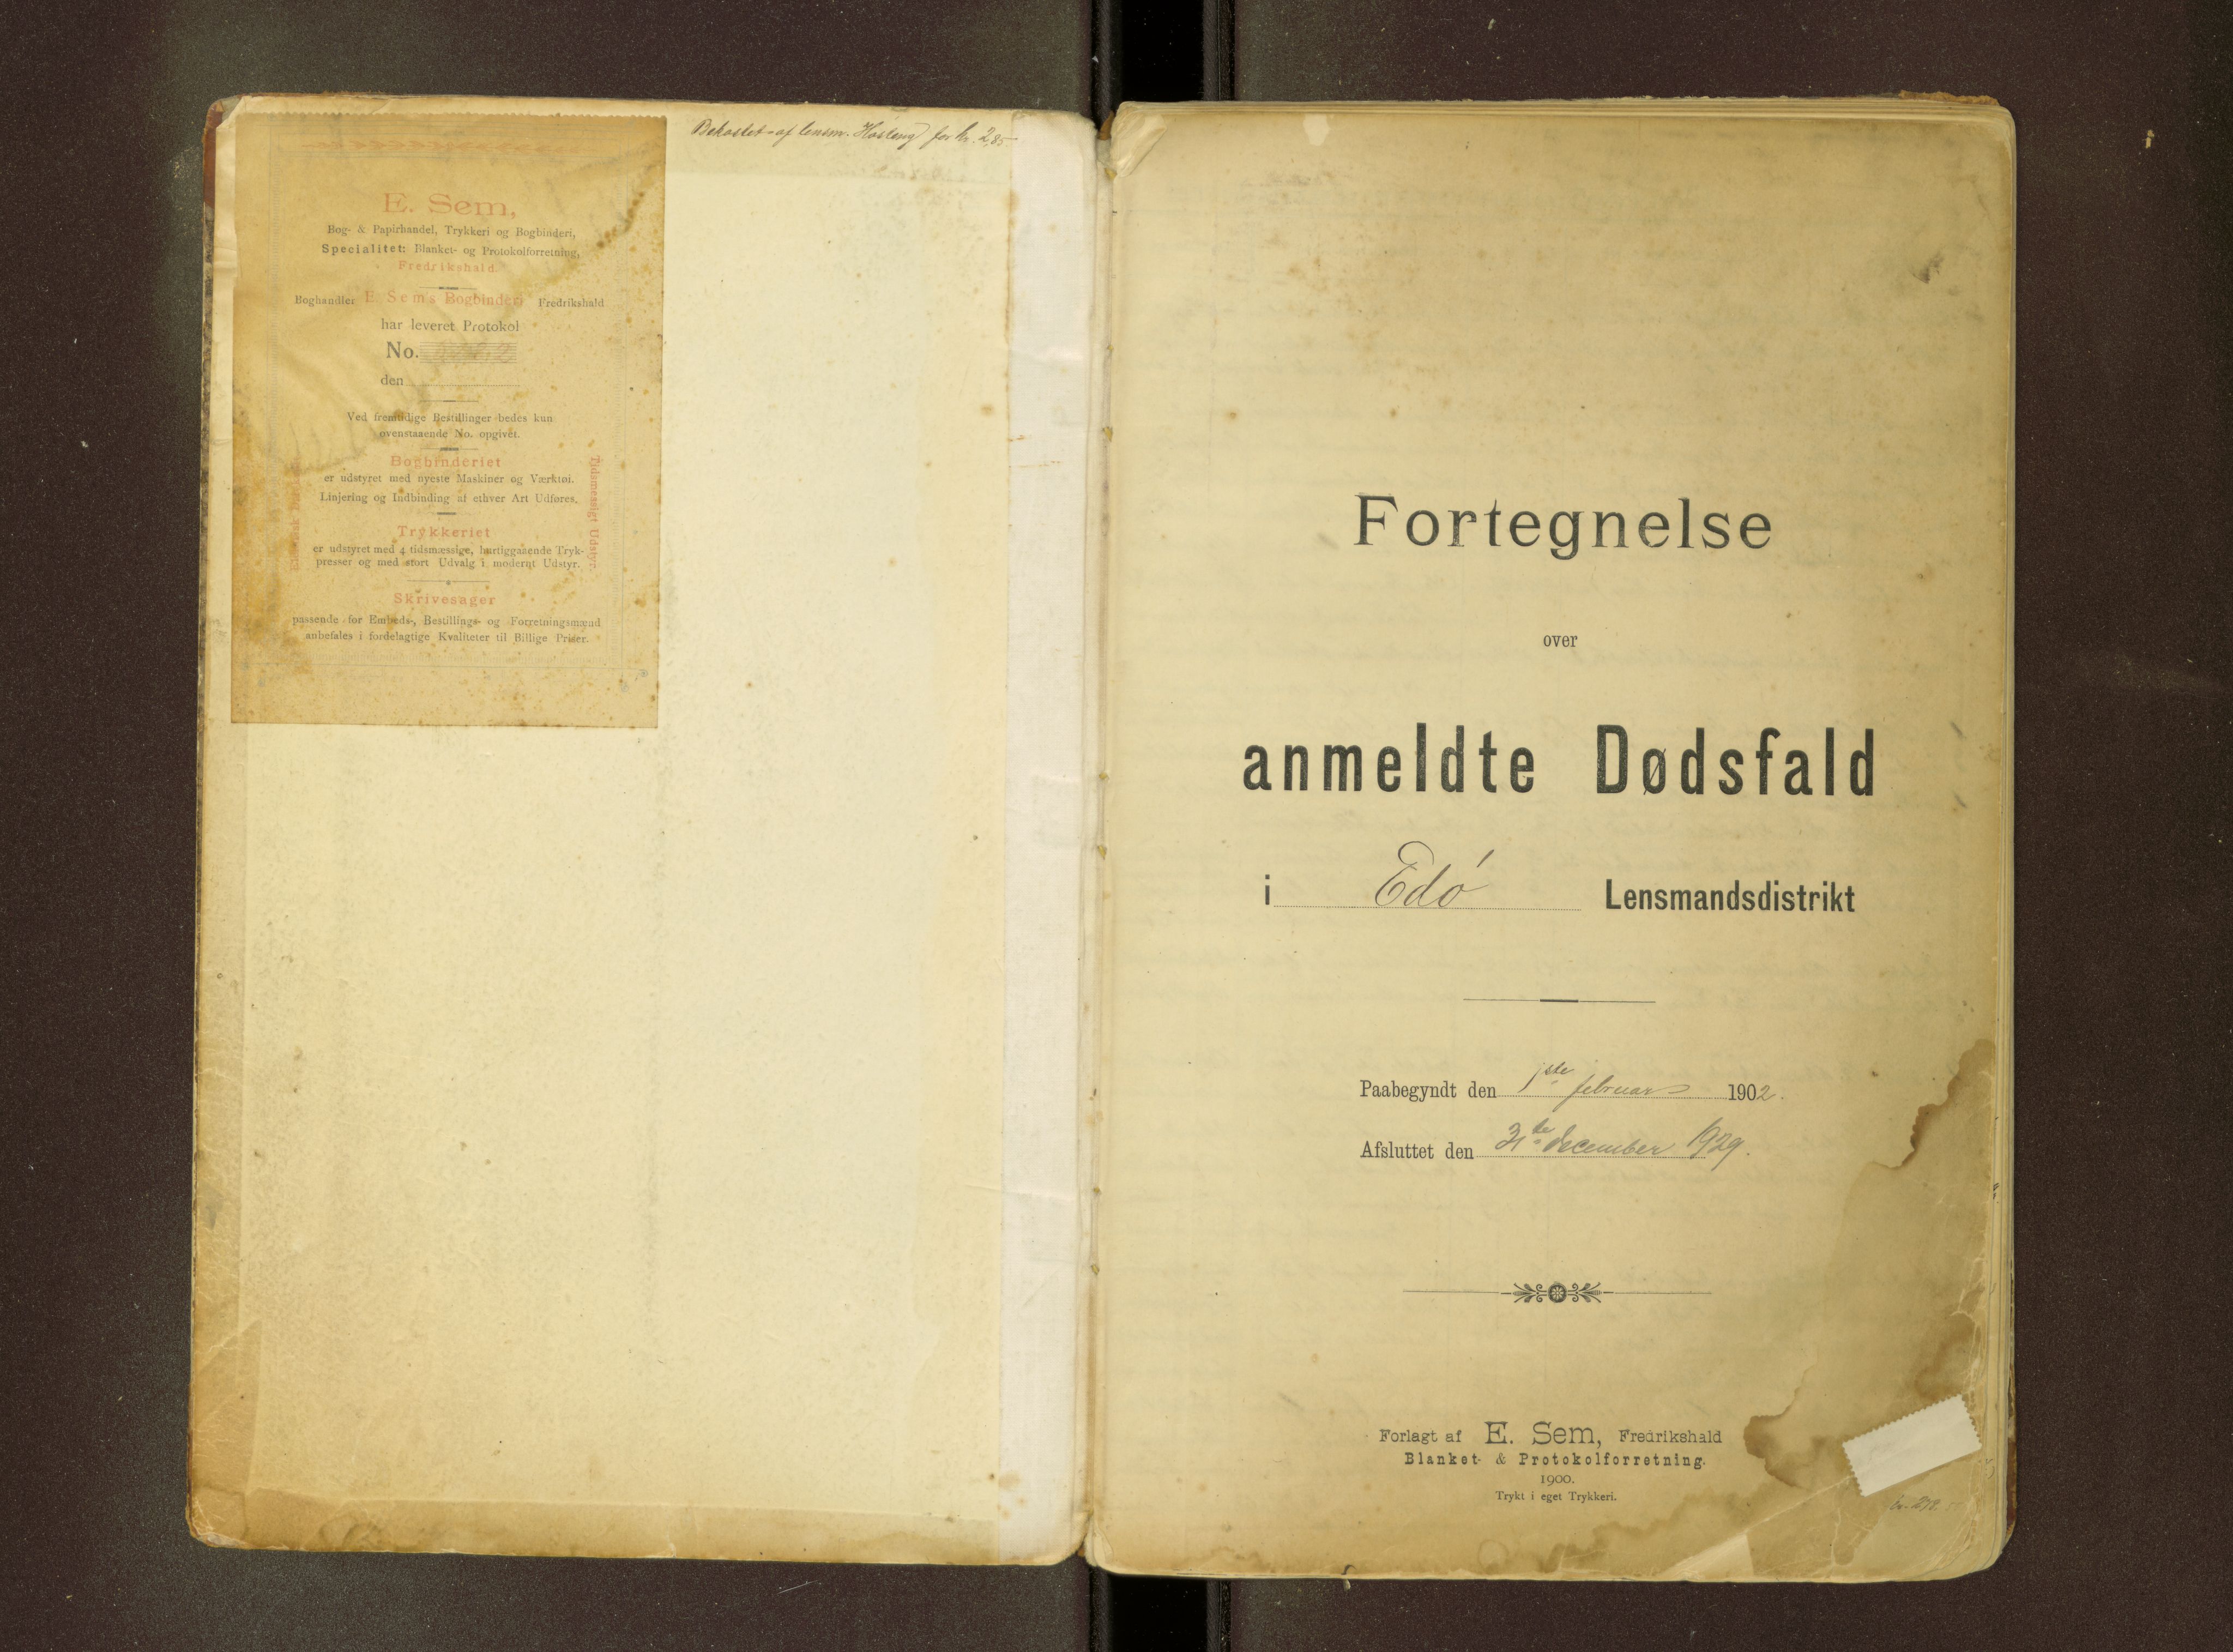 Bekostet af lensm. Hosteng for kr. 2,85
E. Sem,
Bog- & Papirhandel, Trykkeri og Bogbinderi,
Specialitet: Blanket- og Protokolforretning,
Fredrikshald.
Boghandler E. Sem's Bogbinderi Fredrikshald
har leveret Protokol
No.
den
Ved fremtidige Bestillinger bedes kun
ovenstaaende No. opgivet.
Bogbinderiet
er udstyret med nyeste Maskiner og Værktøi.
Linjering og Indbinding af ethver Art Udføres.
Trykkeriet
er udstyret med 4 tidsmæssige, hurtiggaaende Tryk-
presser og med stort Udvalg i modernt Udstyr.
Skrivesager
passende for Embeds-, Bestillings- og Forretningsmænd
anbefales i fordelagtige Kvaliteter til Billige Priser.
Tidsmessigt Udstyr.
Fortegnelse
over
anmeldte Dødsfald
i Edø Lensmandsdistrikt
Paabegyndt den 1ste februar 1902.
Afsluttet den 31te december 1929.
Forlagt af E. Sem, Fredrikshald
Blanket- & Protokolforretning.
1900.
Trykt i eget Trykkeri.